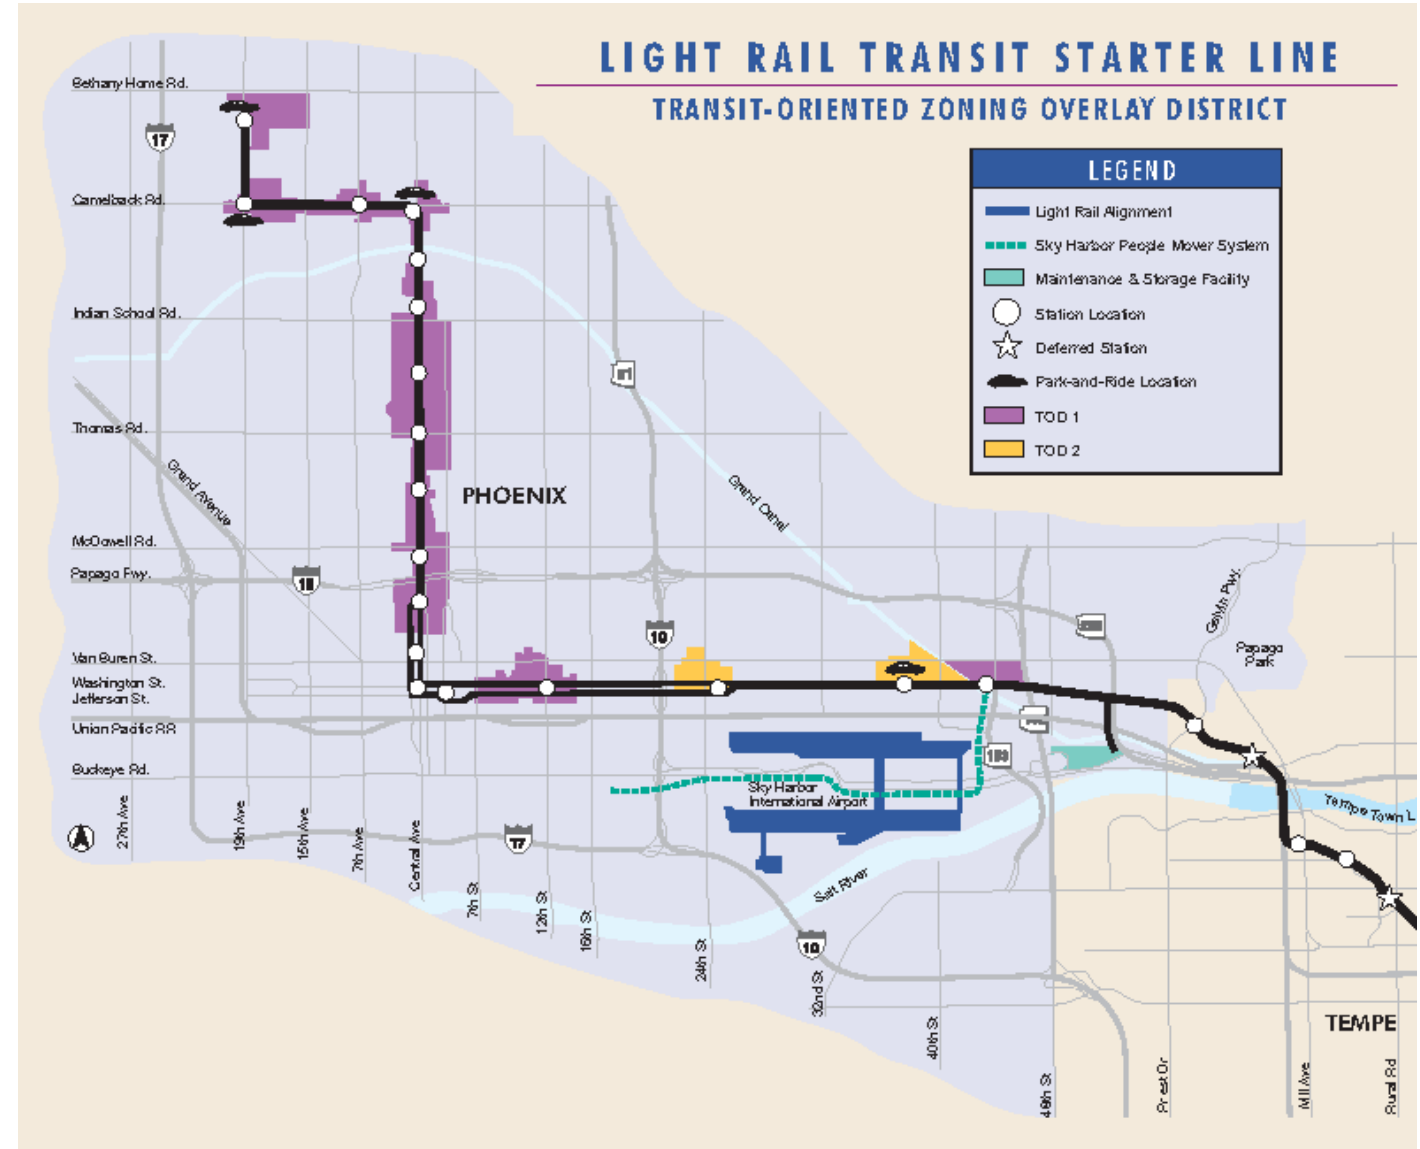 LIGHT RAIL TRANSIT STARTER LINE
TRANSIT-ORIENTED ZONING OVERLAY DISTRICT
LEGEND
Light Rail Alignment
Sky Harbor People Mover System
Maintenance & Storage Facility
Station Location
Deferred Station
Park-and-Ride Location
TOD 1
TOD 2
Bethany Home Rd.
17
Camelback Rd.
Indian School Rd.
51
Thomas Rd.
Grand Avenue
PHOENIX
Grand Canal
McDowell Rd.
Papago Fwy.
10
10
Galvin Pwy.
Papago
Park
Van Buren St.
Washington St.
Jefferson St.
Union Pacific RR
153
Buckeye Rd.
Sky Harbor
International Airport
Tempe Town L
17
Salt River
10
27th Ave
19th Ave
15th Ave
7th Ave
Central Ave
7th St
12th St
16th St
24th St
32nd St
40th St
48th St
Priest Dr
Mill Ave
Rural Rd
TEMPE